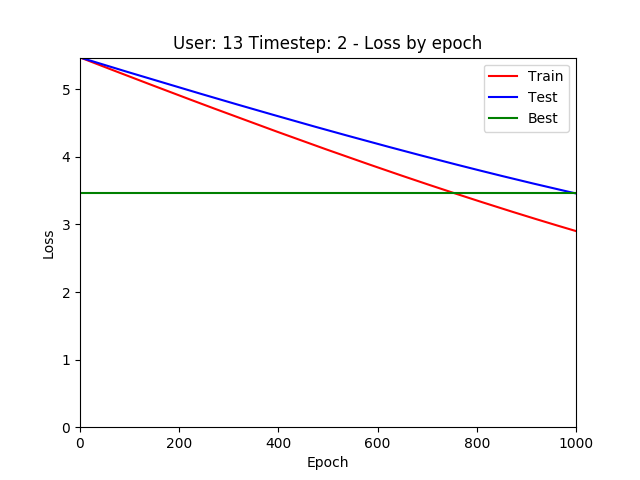 User: 13 Timestep: 2 - Loss by epoch
Train
Test
Best
Loss
5
4
3
2
1
0
0 200 400 600 800 1000
Epoch